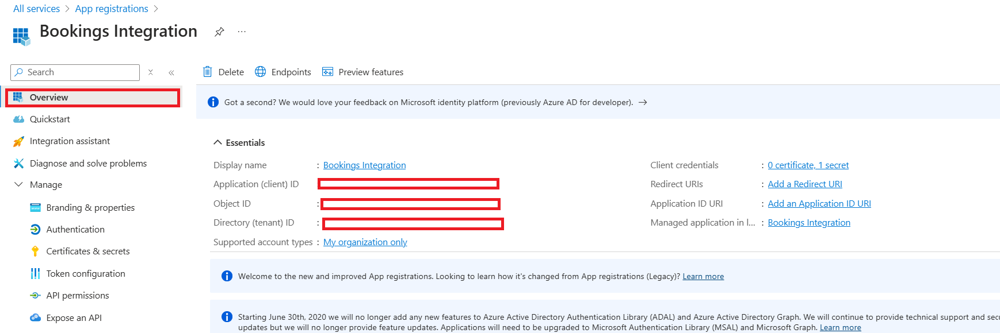 All services > App registrations >
Bookings Integration ...
Search
Overview
Quickstart
Integration assistant
Diagnose and solve problems
Manage
Branding & properties
Authentication
Certificates & secrets
Token configuration
API permissions
Expose an API
Delete Endpoints Preview features
Got a second? We would love your feedback on Microsoft identity platform (previously Azure AD for developer). →
Essentials
Display name : Bookings Integration
Application (client) ID
Object ID :
Directory (tenant) ID :
Supported account types : My organization only
Client credentials : 0 certificate, 1 secret
Redirect URIs : Add a Redirect URI
Application ID URI : Add an Application ID URI
Managed application in l... : Bookings Integration
Welcome to the new and improved App registrations. Looking to learn how it's changed from App registrations (Legacy)? Learn more
Starting June 30th, 2020 we will no longer add any new features to Azure Active Directory Authentication Library (ADAL) and Azure Active Directory Graph. We will continue to provide technical support and secu
updates but we will no longer provide feature updates. Applications will need to be upgraded to Microsoft Authentication Library (MSAL) and Microsoft Graph. Learn more